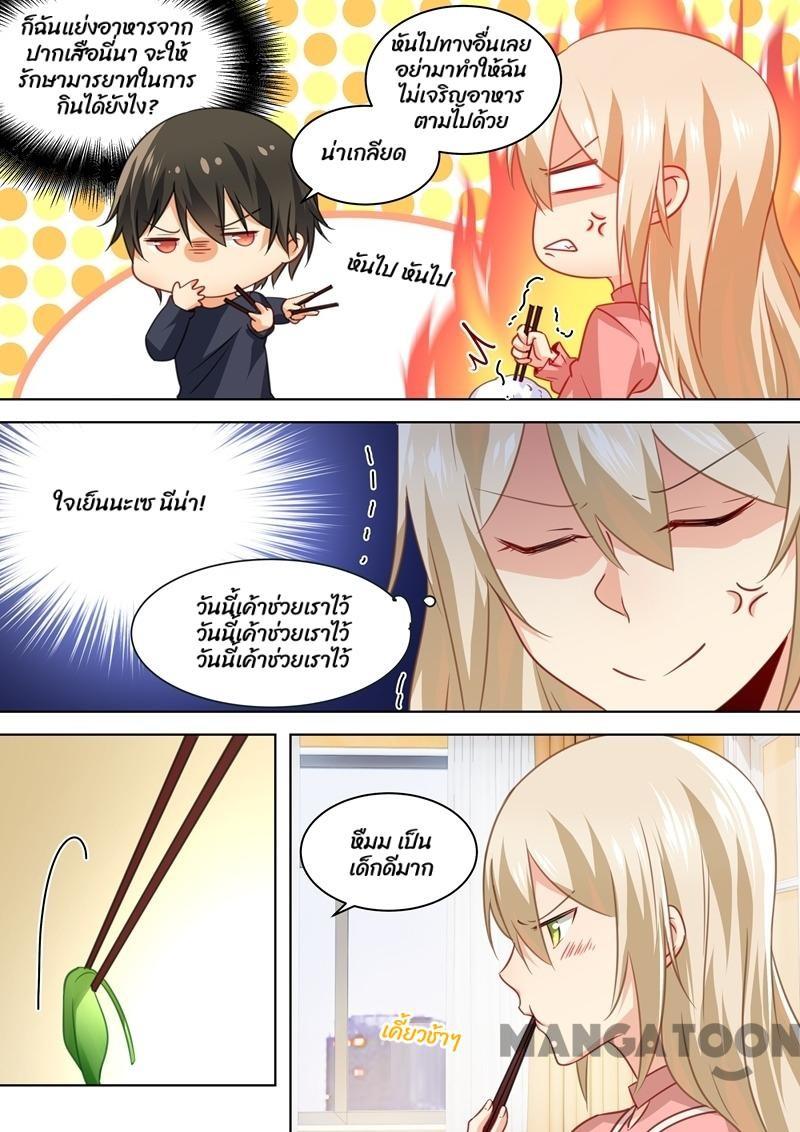 ก็ฉันแย่งอาหารจาก
ปากเสือนี่นา จะให้
รักษามารยาทในการ
กินได้ยังไง?
หันไปทางอื่นเลย
อย่ามาทำให้ฉัน
ไม่เจริญอาหาร
ตามไปด้วย
น่าเกลียด
หันไป หันไป
ใจเย็นนะเซ นีน่า!
วันนี้เค้าช่วยเราไว้
วันนี้เค้าช่วยเราไว้
วันนี้เค้าช่วยเราไว้
หืมม เป็น
เด็กดีมาก
เคี้ยวช้าๆ
MANGATOON